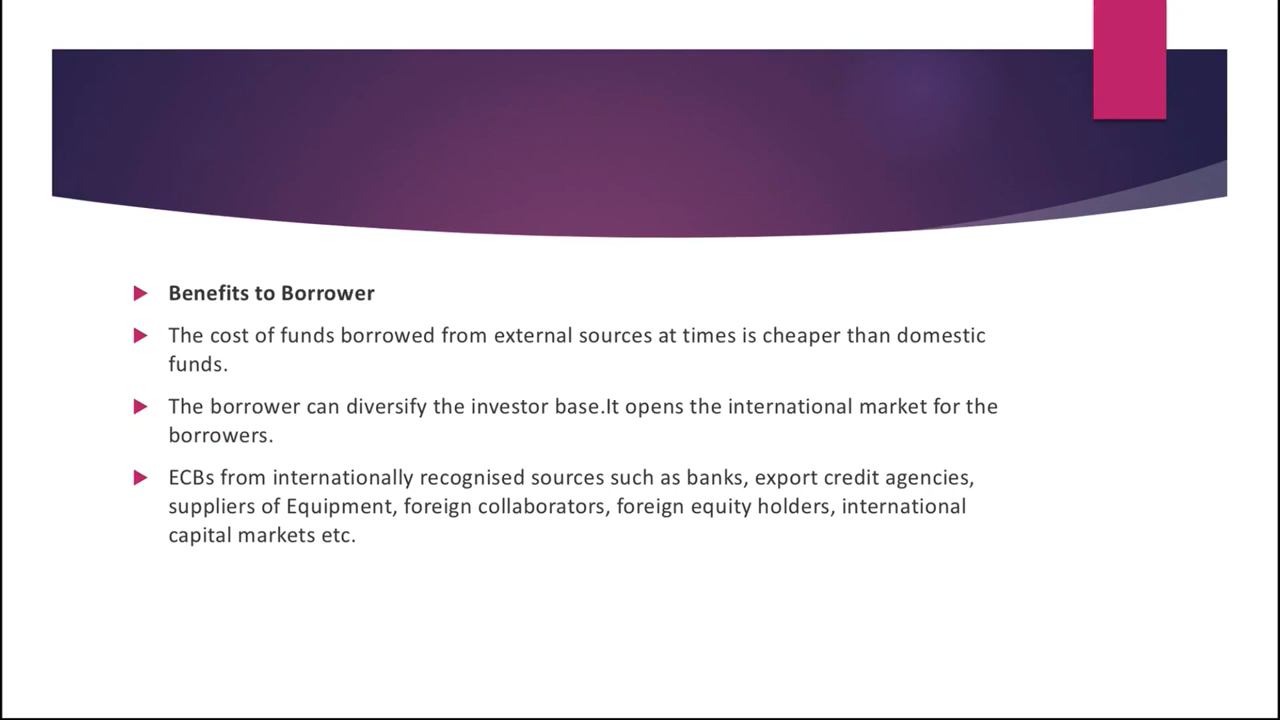 Benefits to Borrower
The cost of funds borrowed from external sources at times is cheaper than domestic
funds.
The borrower can diversify the investor base.It opens the international market for the
borrowers.
ECBs from internationally recognised sources such as banks, export credit agencies,
suppliers of Equipment, foreign collaborators, foreign equity holders, international
capital markets etc.